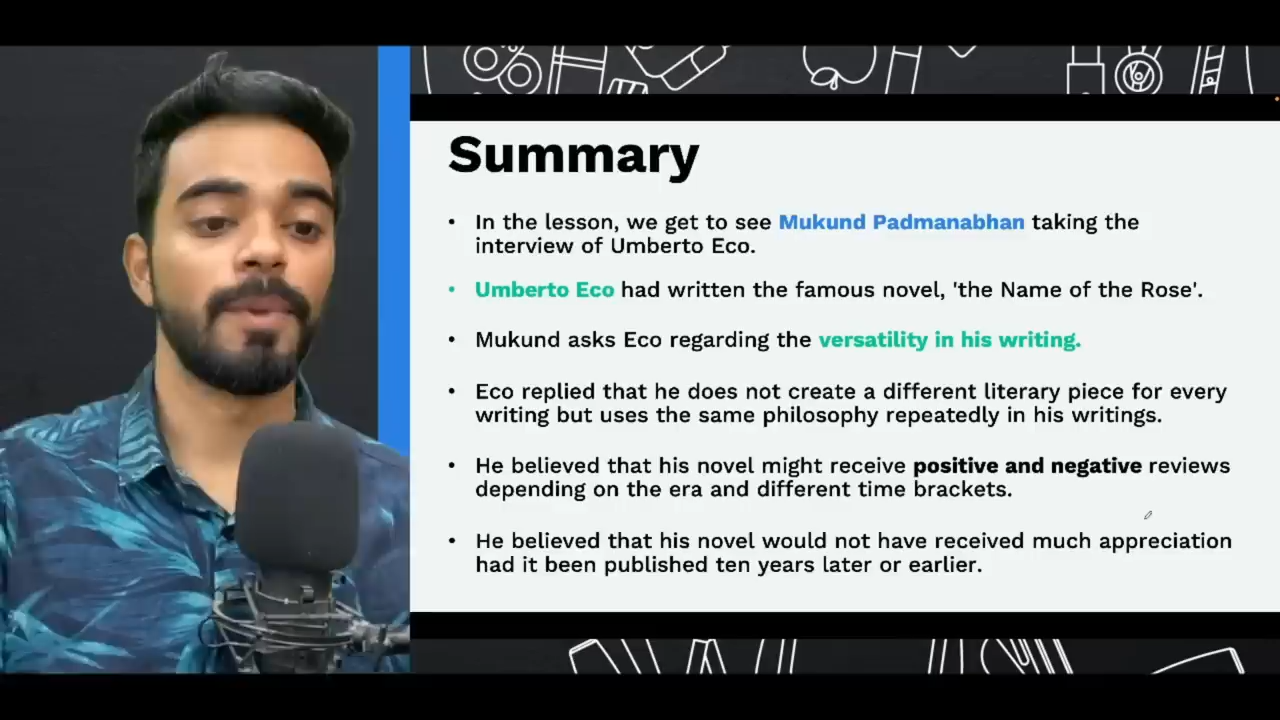 Summary
• In the lesson, we get to see Mukund Padmanabhan taking the
interview of Umberto Eco.
• Umberto Eco had written the famous novel, 'the Name of the Rose'.
• Mukund asks Eco regarding the versatility in his writing.
• Eco replied that he does not create a different literary piece for every
writing but uses the same philosophy repeatedly in his writings.
• He believed that his novel might receive positive and negative reviews
depending on the era and different time brackets.
• He believed that his novel would not have received much appreciation
had it been published ten years later or earlier.